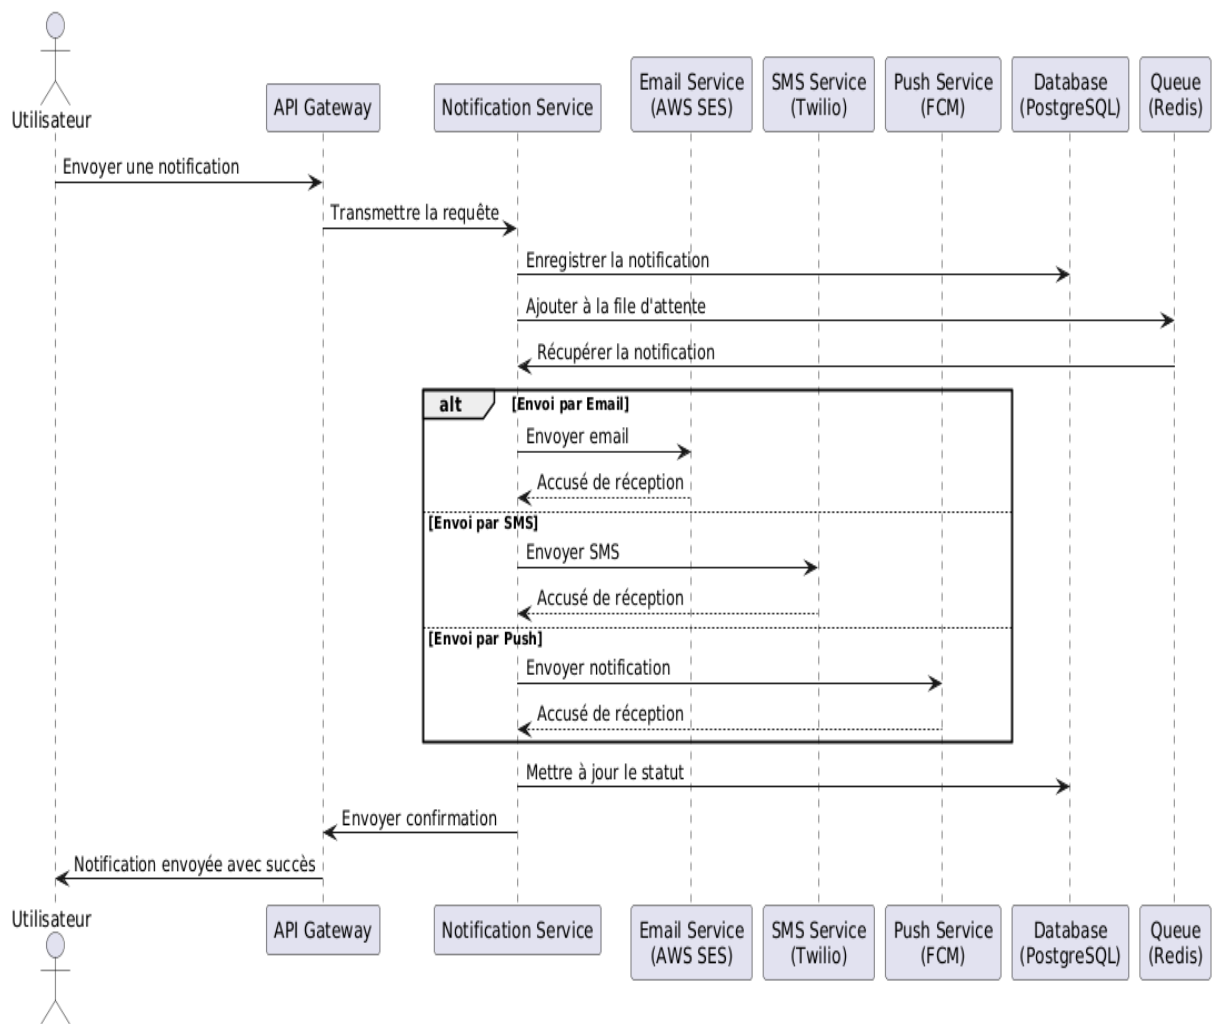 Utilisateur
API Gateway
Notification Service
Email Service
(AWS SES)
SMS Service
(Twilio)
Push Service
(FCM)
Database
(PostgreSQL)
Queue
(Redis)
Envoyer une notification
Transmettre la requête
Enregistrer la notification
Ajouter à la file d'attente
Récupérer la notification
alt [Envoi par Email]
Envoyer email
Accusé de réception
[Envoi par SMS]
Envoyer SMS
Accusé de réception
[Envoi par Push]
Envoyer notification
Accusé de réception
Mettre à jour le statut
Envoyer confirmation
Notification envoyée avec succès
Utilisateur
API Gateway
Notification Service
Email Service
(AWS SES)
SMS Service
(Twilio)
Push Service
(FCM)
Database
(PostgreSQL)
Queue
(Redis)